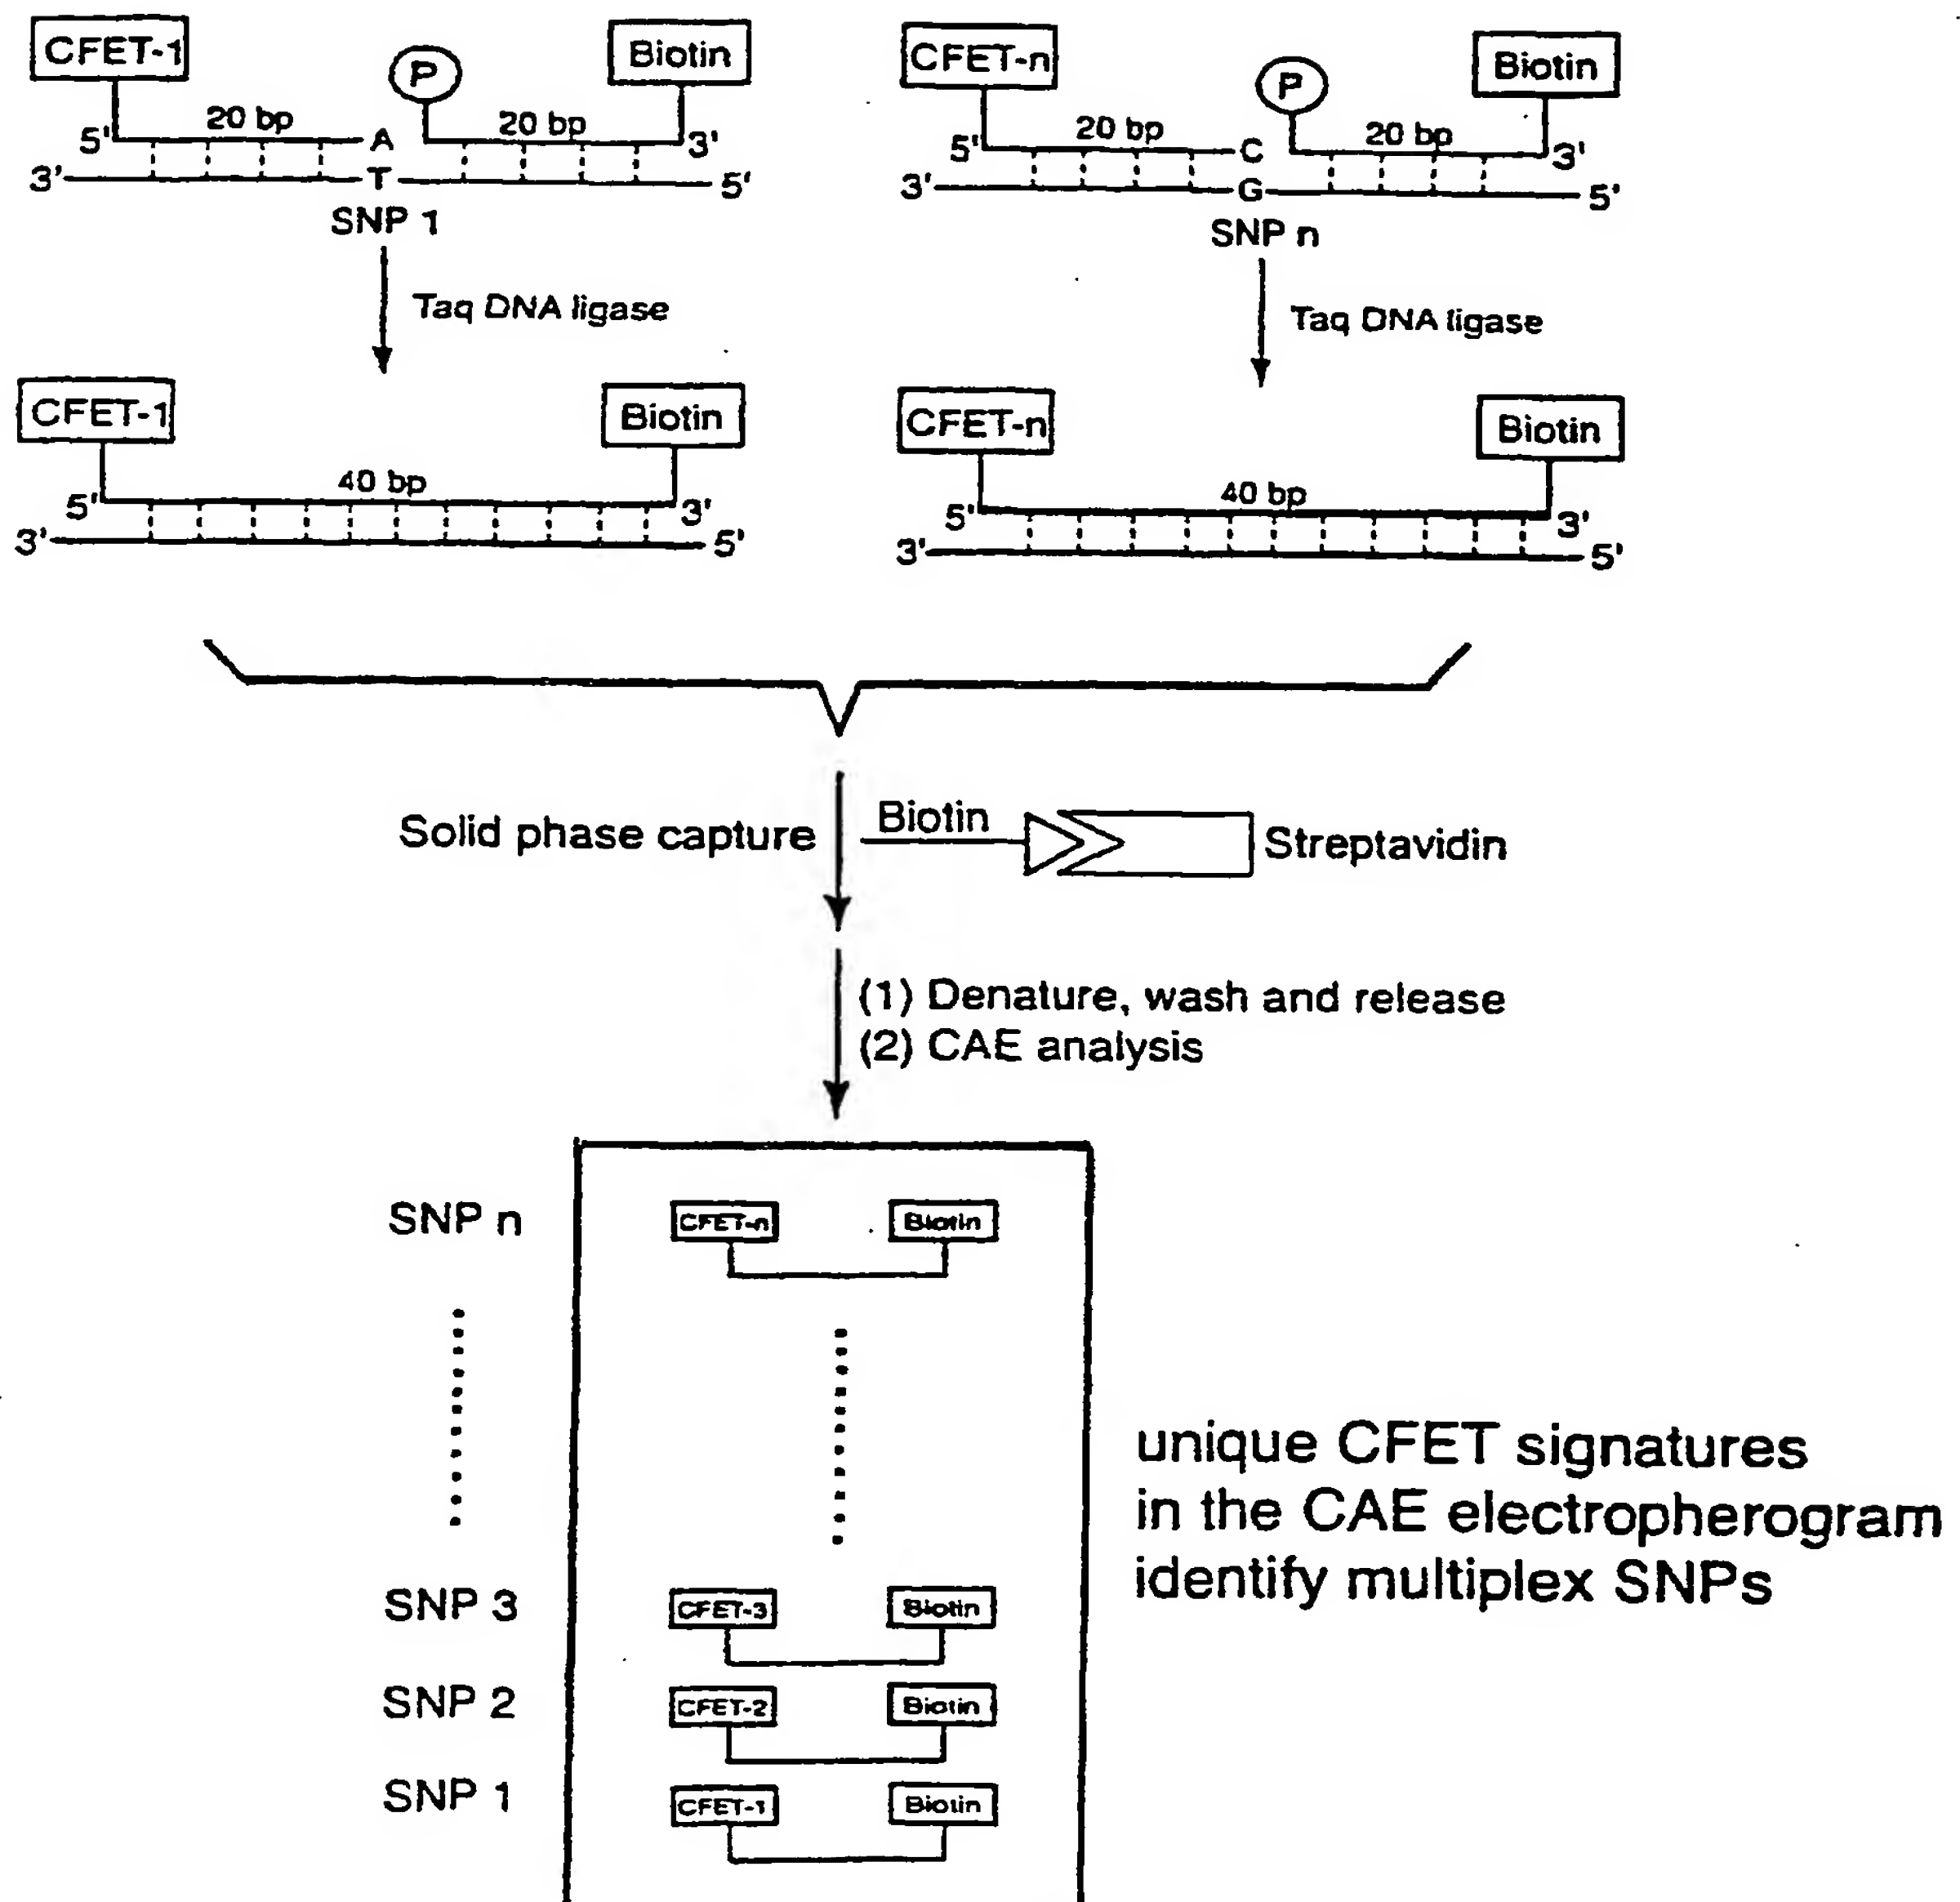 CFET-1
P
Biotin
5' 20 bp A 20 bp 3'
3' T 5'
SNP 1
Taq DNA ligase
CFET-n
P
Biotin
5' 20 bp C 20 bp 3'
3' G 5'
SNP n
Taq DNA ligase
CFET-1
Biotin
5' 40 bp 3'
3' 5'
CFET-n
Biotin
5' 40 bp 3'
3' 5'
Solid phase capture
Biotin
Streptavidin
(1) Denature, wash and release
(2) CAE analysis
SNP n CFET-n Biotin
SNP 3 CFET-3 Biotin
SNP 2 CFET-2 Biotin
SNP 1 CFET-1 Biotin
unique CFET signatures
in the CAE electropherogram
identify multiplex SNPs